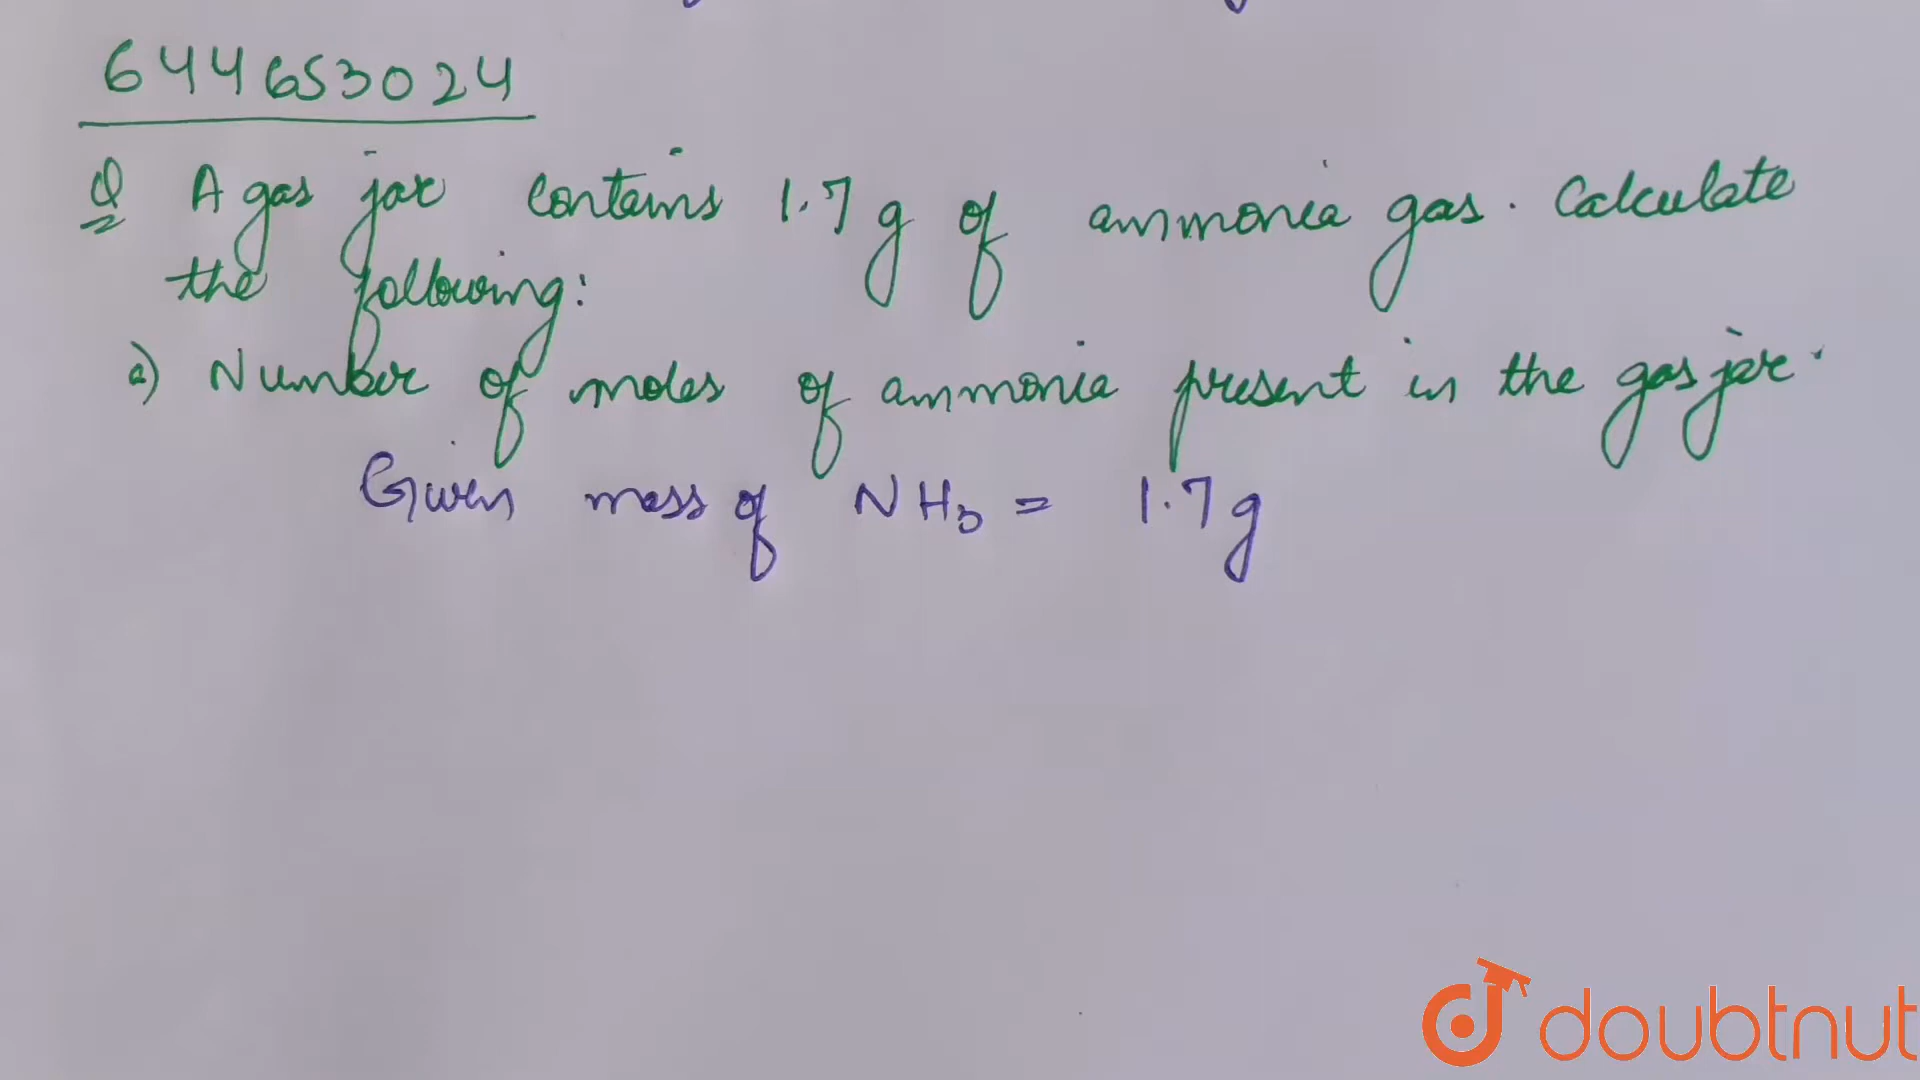 644653024
Q A gas jar contains 1.7 g of ammonia gas. Calculate
the following:
a) Number of moles of ammonia present in the gas jar.
Given mass of NH3 = 1.7g
doubtnut